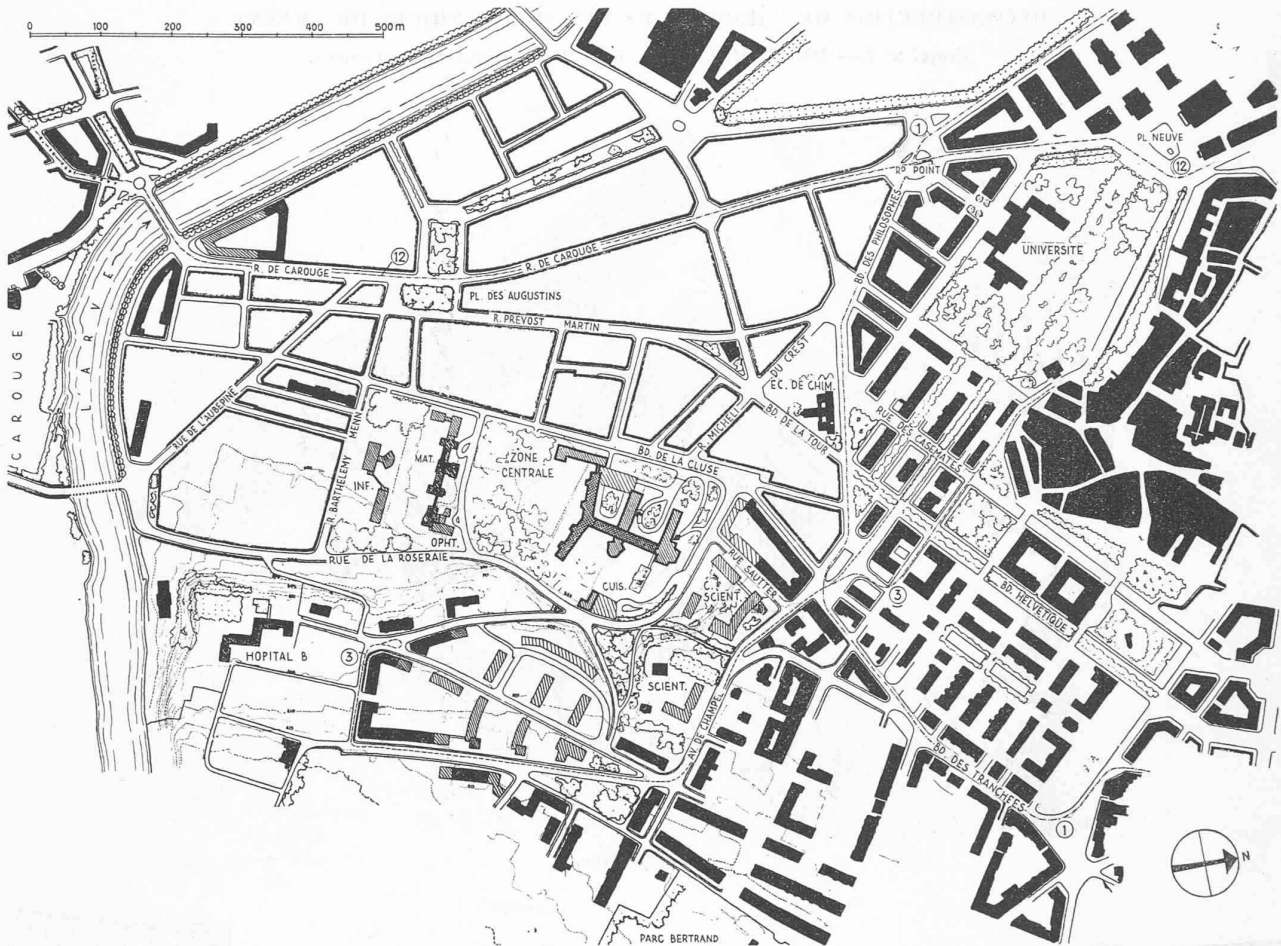 0 100 200 300 400 500 m
PL. NEUVE
1
12
RD POINT
BD. DES PHILOSOPHES
UNIVERSITE
L'ARVE
CAROUGE
12
R. DE CAROUGE
R. DE CAROUGE
PL. DES AUGUSTINS
R. PREVOST MARTIN
DU CREST
EC. DE CHIM.
BD. DE LA TOUR
RUE DES CASEMATES
RUE DE L'AUBEPINE
R. BARTHELEMY MENN
R. MICHELI
BD. DE LA CLUSE
MAT.
ZONE CENTRALE
INF.
OPHT.
RUE DE LA ROSERAIE
CUIS.
RUE SAUTTER
C. SCIENT.
3
BD. HELVETIQUE
HOPITAL B
3
C. SCIENT.
AV. DE CHAMPEL
BD. DES TRANCHEES
1
N
PARC BERTRAND